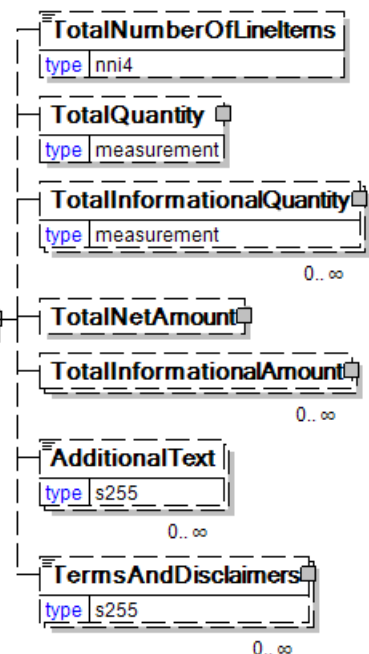 TotalNumberOfLineItems
type nni4
TotalQuantity
type measurement
TotalInformationalQuantity
type measurement
0.. ∞
TotalNetAmount
TotalInformationalAmount
0.. ∞
AdditionalText
type s255
0.. ∞
TermsAndDisclaimers
type s255
0.. ∞